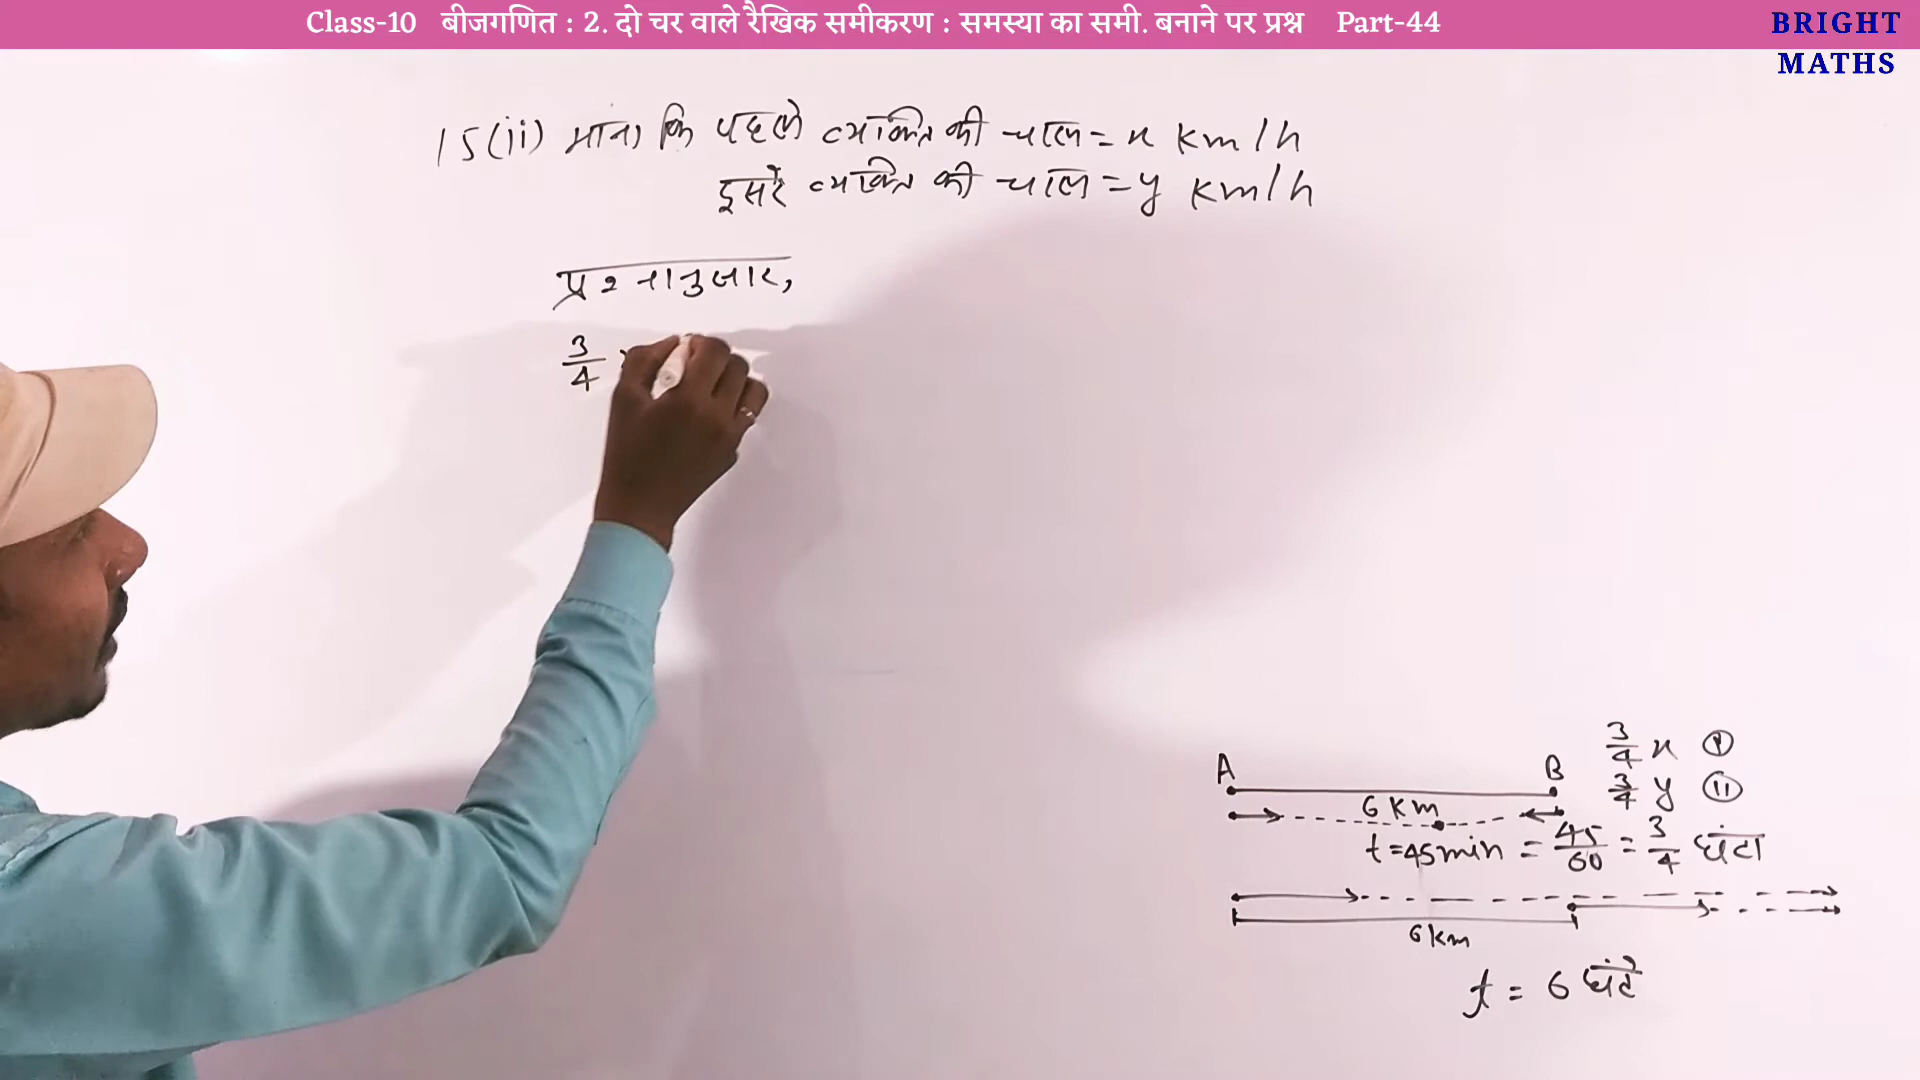 Class-10 बीजगणित : 2. दो चर वाले रैखिक समीकरण : समस्या का समी. बनाने पर प्रश्न Part-44
BRIGHT
MATHS
15(ii) माना कि पहले व्यक्ति की चाल = x km/h
दूसरे व्यक्ति की चाल = y km/h
प्रश्नानुसार,
3/4
A B
6 km
3/4 x (i)
3/4 y (ii)
t = 45 min = 45/60 = 3/4 घंटा
6 km
t = 6 घंटे